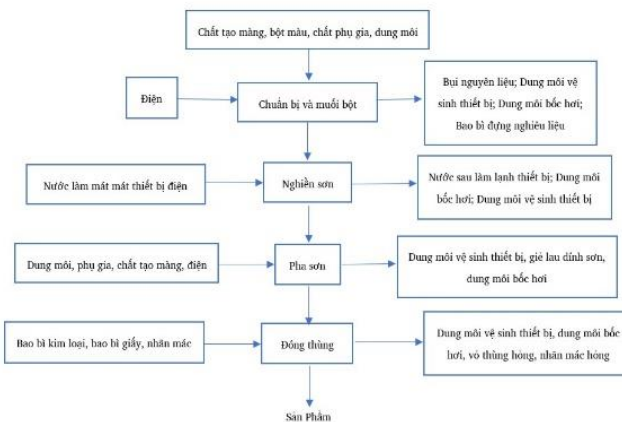 Chất tạo màng, bột màu, chất phụ gia, dung môi
Điện
Chuẩn bị và muối bột
Bụi nguyên liệu; Dung môi vệ
sinh thiết bị; Dung môi bốc hơi;
Bao bì đựng nghiêu liệu
Nước làm mát mát thiết bị điện
Nghiền sơn
Nước sau làm lạnh thiết bị; Dung môi
bốc hơi; Dung môi vệ sinh thiết bị
Dung môi, phụ gia, chất tạo màng, điện
Pha sơn
Dung môi vệ sinh thiết bị, giẻ lau dính sơn,
dung môi bốc hơi
Bao bì kim loại, bao bì giấy, nhãn mác
Đóng thùng
Dung môi vệ sinh thiết bị, dung môi bốc
hơi, vỏ thùng hỏng, nhãn mác hỏng
Sản Phẩm